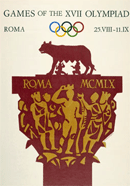 GAMES OF THE XVII OLYMPIAD
ROMA 25.VIII-11.IX
ROMA MCMLX